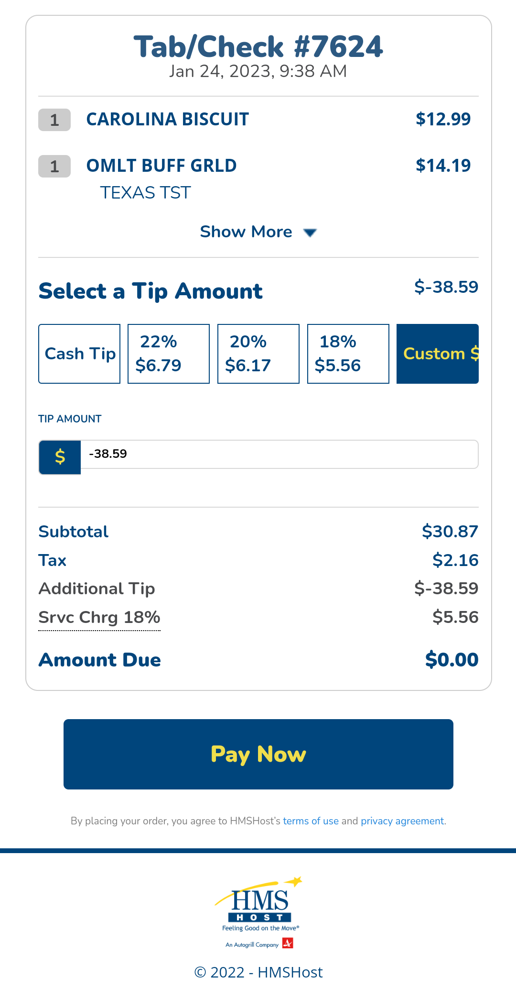 Tab/Check #7624
Jan 24, 2023, 9:38 AM
1 CAROLINA BISCUIT $12.99
1 OMLT BUFF GRLD $14.19
TEXAS TST
Show More
Select a Tip Amount $-38.59
Cash Tip 22% $6.79 20% $6.17 18% $5.56 Custom $
TIP AMOUNT
$ -38.59
Subtotal $30.87
Tax $2.16
Additional Tip $-38.59
Srvc Chrg 18% $5.56
Amount Due $0.00
Pay Now
By placing your order, you agree to HMSHost’s terms of use and privacy agreement.
HMS
HOST
Feeling Good on the Move®
An Autogrill Company
© 2022 - HMSHost